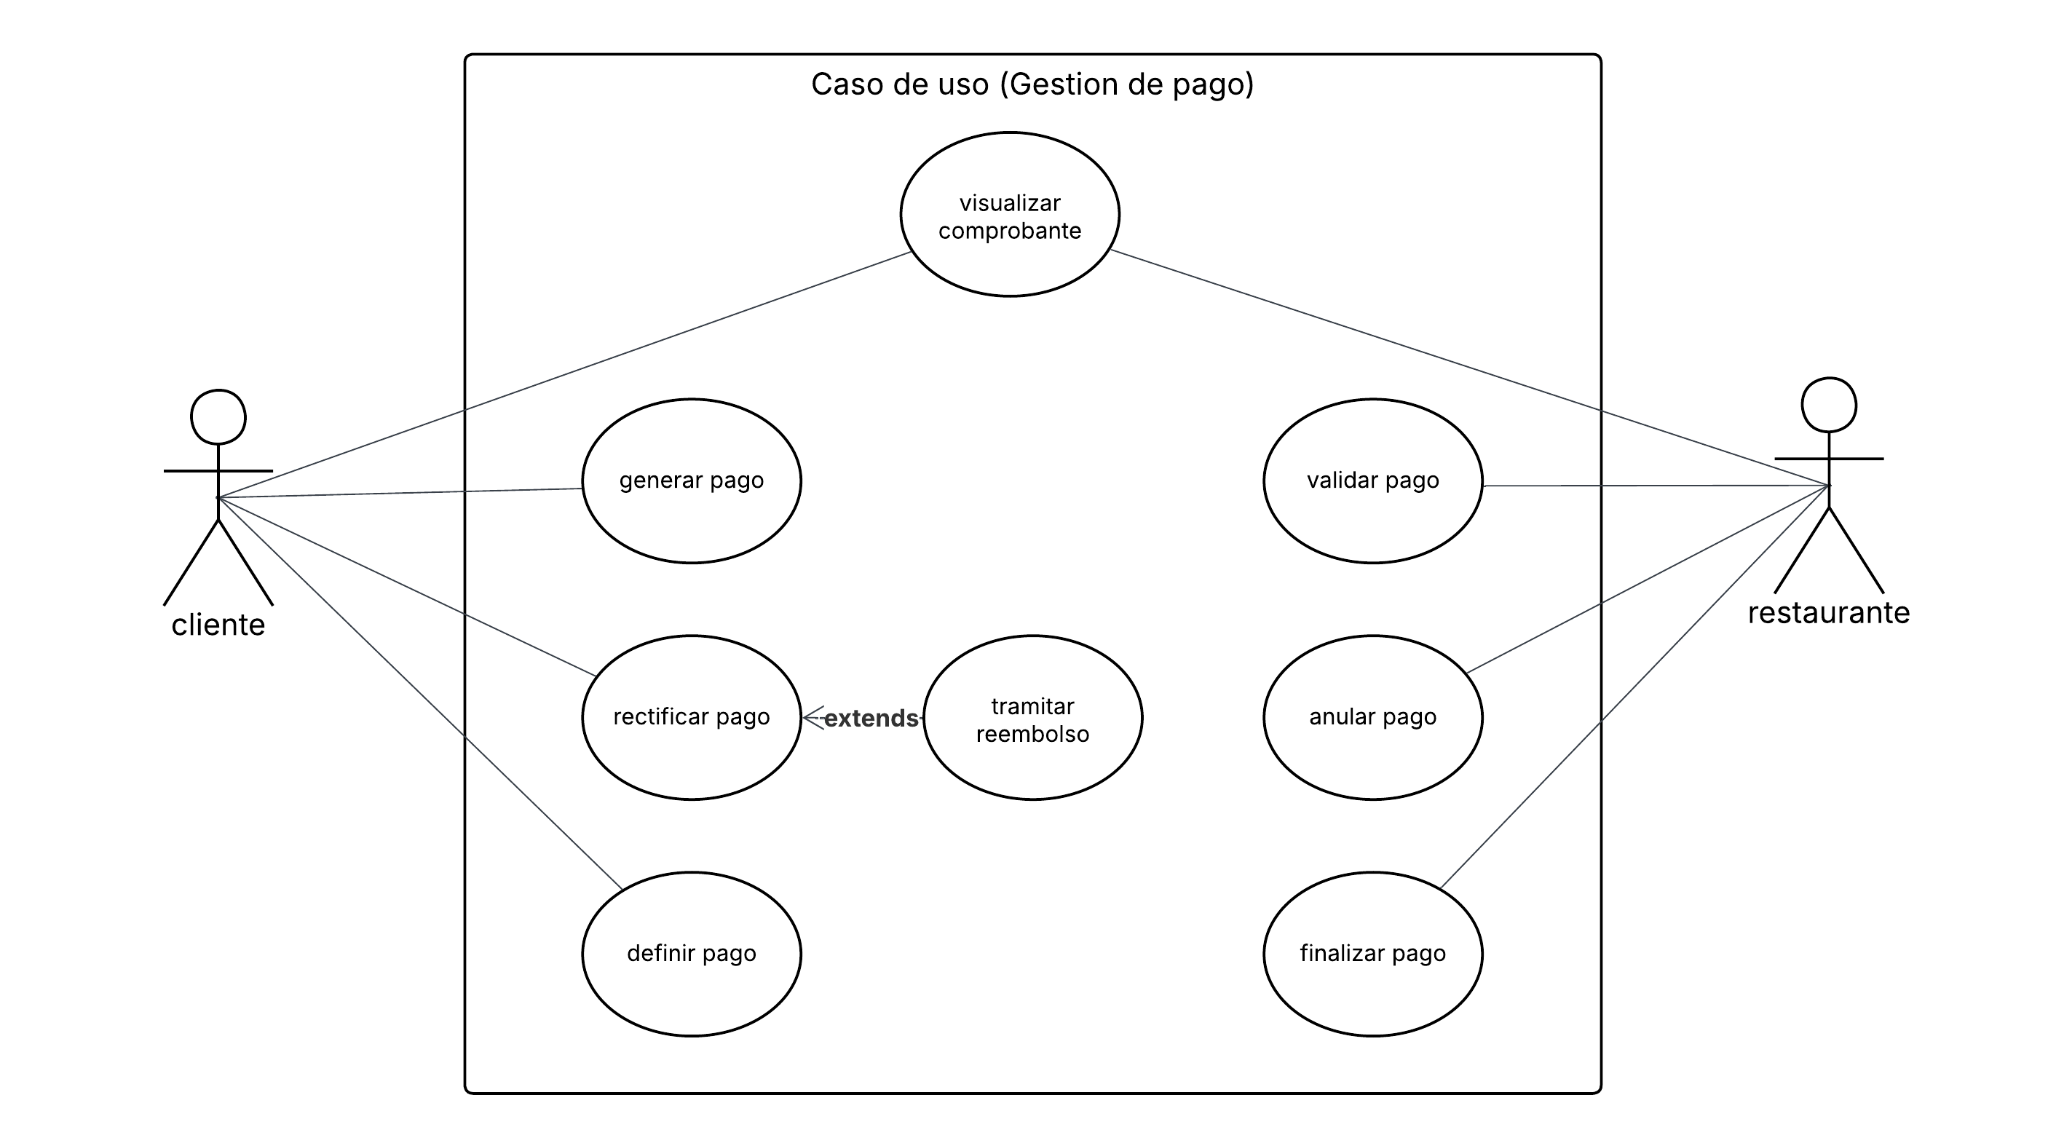 Caso de uso (Gestion de pago)
visualizar
comprobante
generar pago
validar pago
cliente
restaurante
rectificar pago
extends
tramitar
reembolso
anular pago
definir pago
finalizar pago